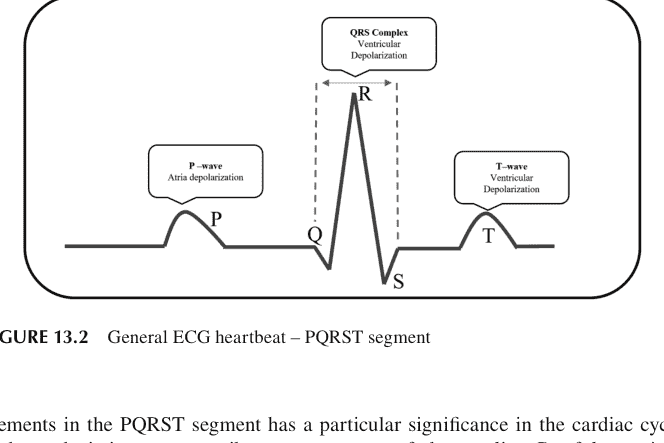 QRS Complex
Ventricular
Depolarization
R
P –wave
Atria depolarization
T–wave
Ventricular
Depolarization
P
Q
T
S
GURE 13.2 General ECG heartbeat – PQRST segment
ements in the PQRST segment has a particular significance in the cardiac cyc